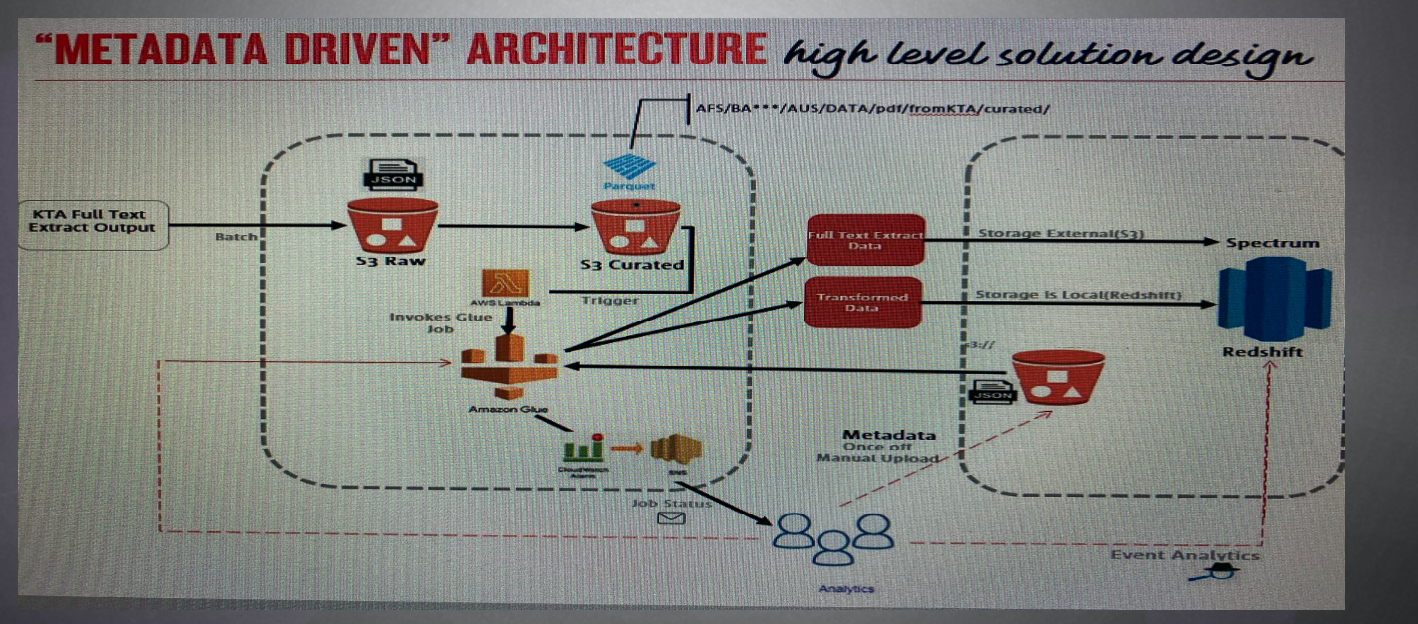 “METADATA DRIVEN” ARCHITECTURE high level solution design
AFS/BA***/AUS/DATA/pdf/fromKTA/curated/
JSON
Parquet
KTA Full Text
Extract Output
Batch
S3 Raw
S3 Curated
Full Text Extract
Data
Storage External(S3)
Spectrum
AWS Lambda
Trigger
Transformed
Data
Storage is Local(Redshift)
Invokes Glue
Job
s3://
Redshift
JSON
Amazon Glue
Metadata
Once off
Manual Upload
CloudWatch
Alarm
SNS
Job Status
Event Analytics
Analytics